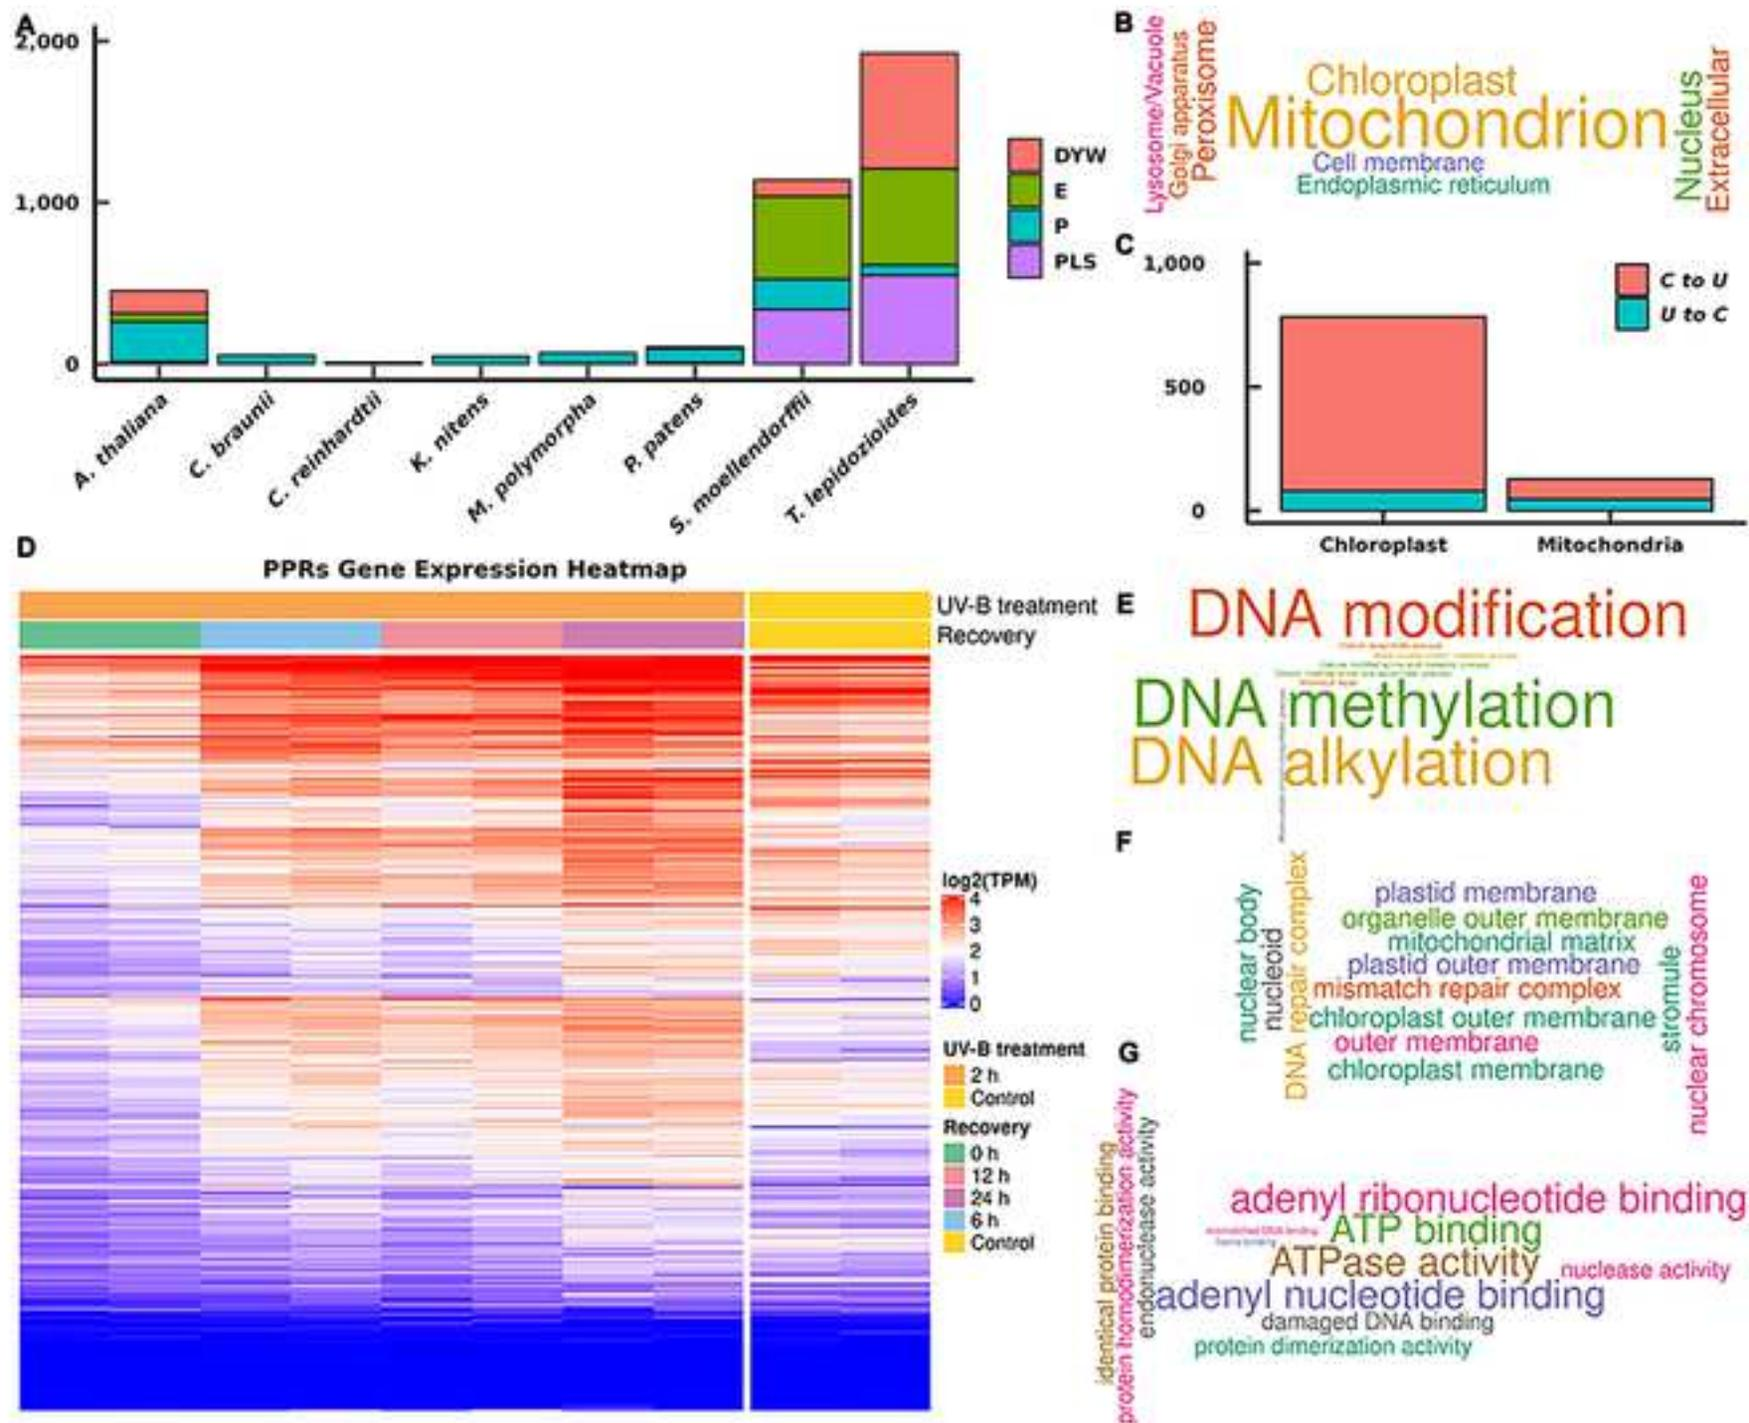 A
2,000
1,000
0
A. thaliana
C. braunii
C. reinhardtii
K. nitens
M. polymorpha
P. patens
S. moellendorffii
T. lepidozioides
DYW
E
P
PLS
B
Lysosome/Vacuole
Golgi apparatus
Peroxisome
Chloroplast
Mitochondrion
Cell membrane
Endoplasmic reticulum
Nucleus
Extracellular
C
1,000
500
0
C to U
U to C
Chloroplast
Mitochondria
D
PPRs Gene Expression Heatmap
UV-B treatment
Recovery
log2(TPM)
4
3
2
1
0
UV-B treatment
2 h
Control
Recovery
0 h
12 h
24 h
6 h
Control
E
DNA modification
DNA methylation
DNA alkylation
F
nuclear body
nucleoid
DNA repair complex
plastid membrane
organelle outer membrane
mitochondrial matrix
plastid outer membrane
mismatch repair complex
chloroplast outer membrane
outer membrane
chloroplast membrane
stromule
nuclear chromosome
G
identical protein binding
protein homodimerization activity
endonuclease activity
adenyl ribonucleotide binding
mismatched DNA binding
ATP binding
ATPase activity
nuclease activity
adenyl nucleotide binding
damaged DNA binding
protein dimerization activity